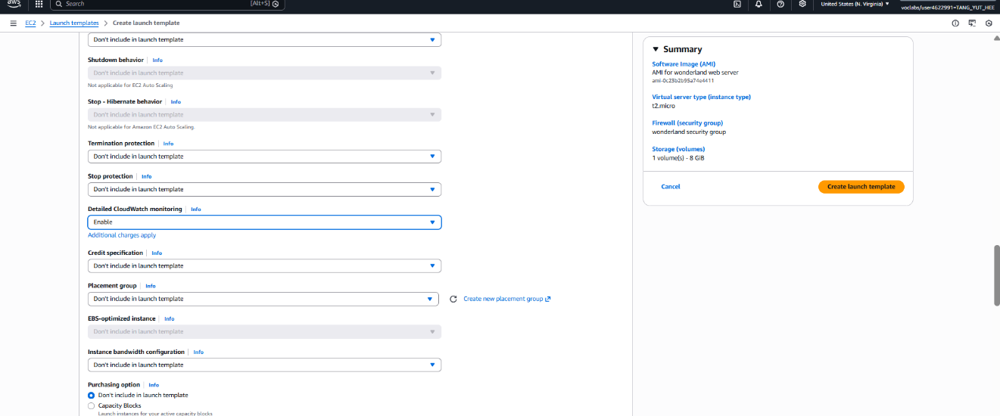 aws
Search
[Alt+S]
United States (N. Virginia)
voclabs/user4622991=TANG_YUT_HEE
EC2 > Launch templates > Create launch template
Don't include in launch template
Shutdown behavior | Info
Don't include in launch template
Not applicable for EC2 Auto Scaling
Stop - Hibernate behavior | Info
Don't include in launch template
Not applicable for Amazon EC2 Auto Scaling.
Termination protection | Info
Don't include in launch template
Stop protection | Info
Don't include in launch template
Detailed CloudWatch monitoring | Info
Enable
Additional charges apply
Credit specification | Info
Don't include in launch template
Placement group | Info
Don't include in launch template
Create new placement group
EBS-optimized instance | Info
Don't include in launch template
Instance bandwidth configuration | Info
Don't include in launch template
Purchasing option | Info
Don't include in launch template
Capacity Blocks
Launch instances for your active capacity blocks
Summary
Software Image (AMI)
AMI for wonderland web server
ami-0c23b2b95a74e4411
Virtual server type (instance type)
t2.micro
Firewall (security group)
wonderland security group
Storage (volumes)
1 volume(s) - 8 GiB
Cancel
Create launch template